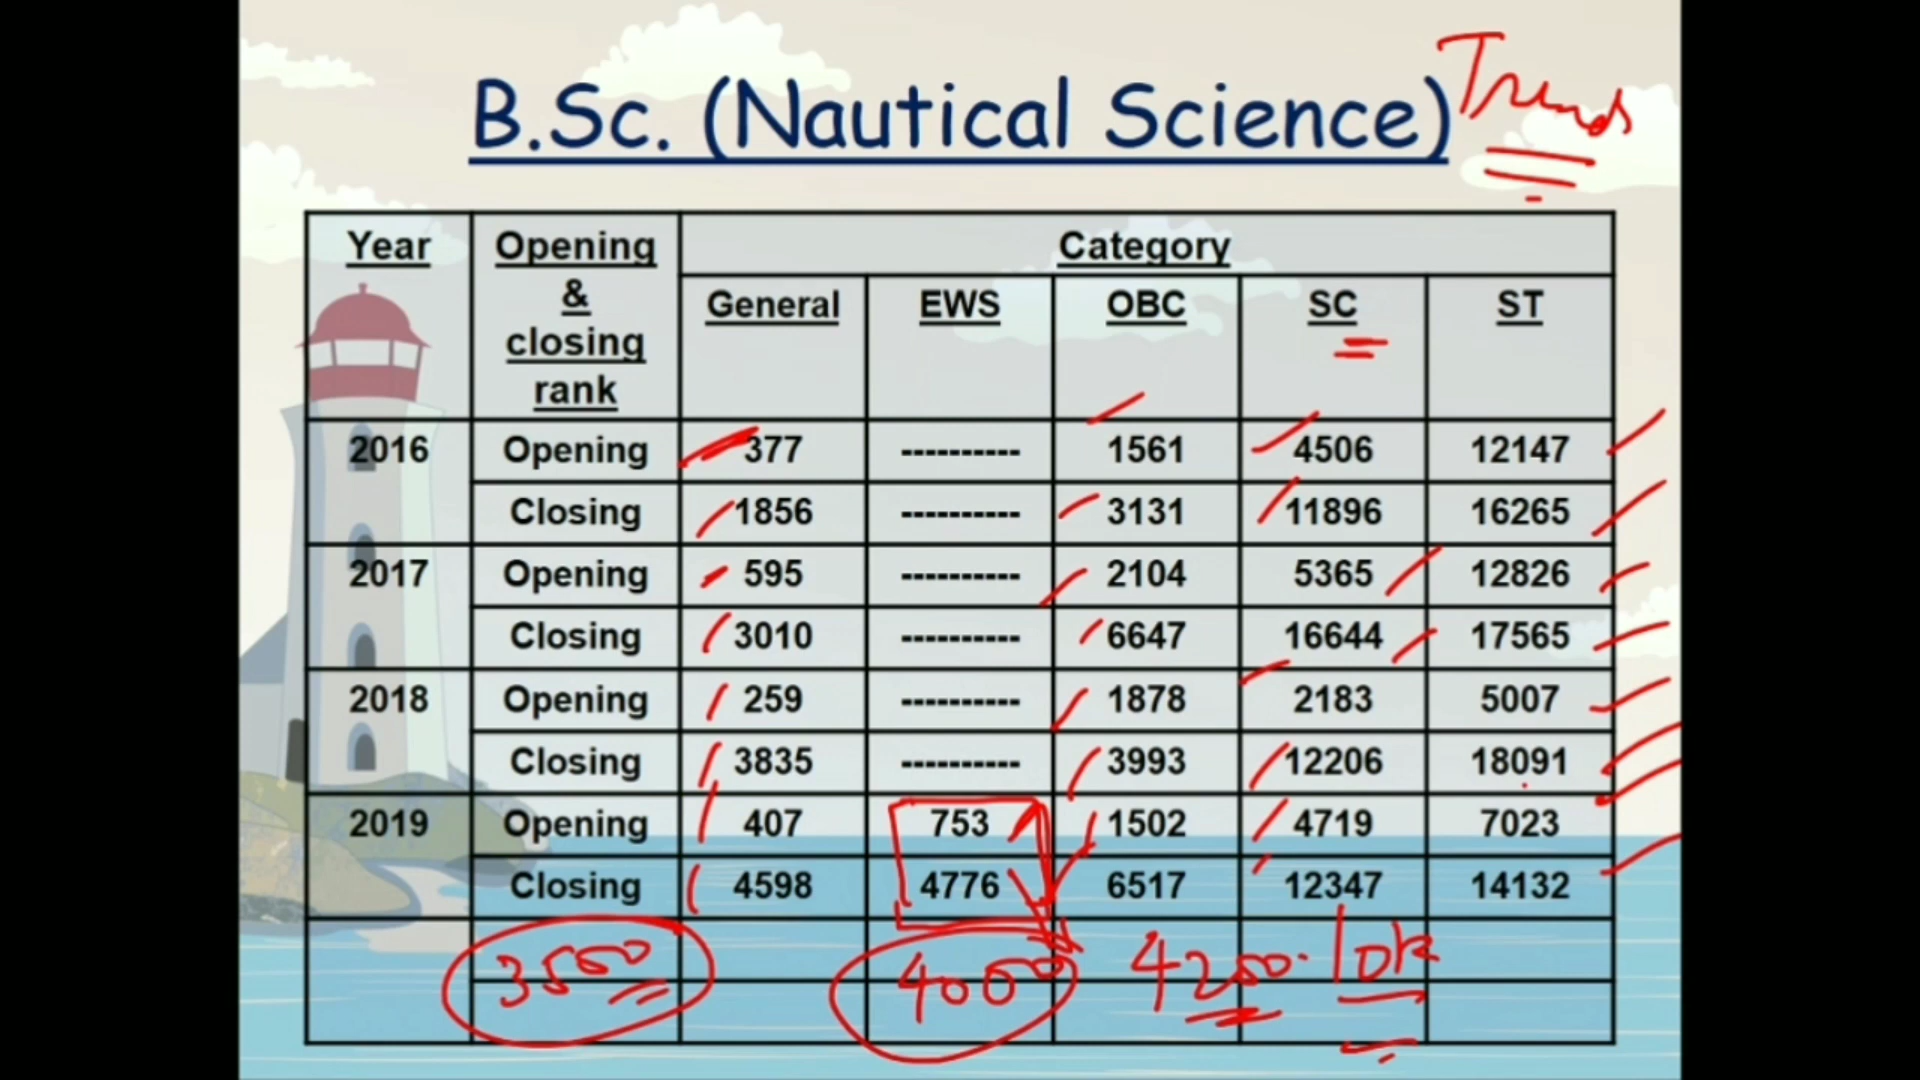 B.Sc. (Nautical Science) Trends
Year Opening & closing rank Category
General EWS OBC SC ST
2016 Opening 377 ---------- 1561 4506 12147
Closing 1856 ---------- 3131 11896 16265
2017 Opening 595 ---------- 2104 5365 12826
Closing 3010 ---------- 6647 16644 17565
2018 Opening 259 ---------- 1878 2183 5007
Closing 3835 ---------- 3993 12206 18091
2019 Opening 407 753 1502 4719 7023
Closing 4598 4776 6517 12347 14132
3500 4000 4200 10k